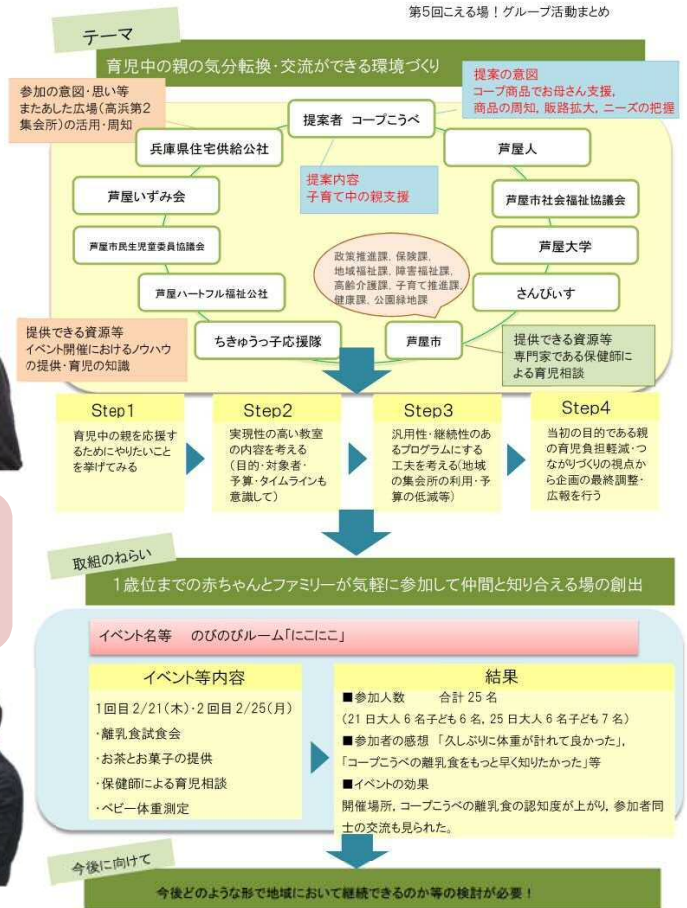 第5回こえる場！グループ活動まとめ
テーマ
育児中の親の気分転換・交流ができる環境づくり
参加の意図・思い等
またあした広場（高浜第2
集会所）の活用・周知
提案の意図
コープ商品でお母さん支援，
商品の周知，販路拡大，ニーズの把握
提案者 コープこうべ
兵庫県住宅供給公社
芦屋人
提案内容
子育て中の親支援
芦屋いずみ会
芦屋市社会福祉協議会
芦屋市民生児童委員協議会
芦屋大学
政策推進課，保険課，
地域福祉課，障害福祉課，
高齢介護課，子育て推進課，
健康課，公園緑地課
芦屋ハートフル福祉公社
さんぴぃす
ちきゅうっ子応援隊
芦屋市
提供できる資源等
イベント開催におけるノウハウ
の提供・育児の知識
提供できる資源等
専門家である保健師に
よる育児相談
Step1
育児中の親を応援す
るためにやりたいこと
を挙げてみる
Step2
実現性の高い教室
の内容を考える
（目的・対象者・
予算・タイムラインも
意識して）
Step3
汎用性・継続性のあ
るプログラムにする
工夫を考える（地域
の集会所の利用・予
算の低減等）
Step4
当初の目的である親
の育児負担軽減・つ
ながりづくりの視点か
ら企画の最終調整・
広報を行う
取組のねらい
１歳位までの赤ちゃんとファミリーが気軽に参加して仲間と知り合える場の創出
イベント名等　のびのびルーム「にこにこ」
イベント等内容
1回目 2/21(木)・2 回目 2/25(月)
・離乳食試食会
・お茶とお菓子の提供
・保健師による育児相談
・ベビー体重測定
結果
■参加人数　合計 25 名
（21 日大人 6 名子ども 6 名，25 日大人 6 名子ども 7 名）
■参加者の感想 「久しぶりに体重が計れて良かった」，
「コープこうべの離乳食をもっと早く知りたかった」等
■イベントの効果
開催場所，コープこうべの離乳食の認知度が上がり，参加者同
士の交流も見られた。
今後に向けて
今後どのような形で地域において継続できるのか等の検討が必要！